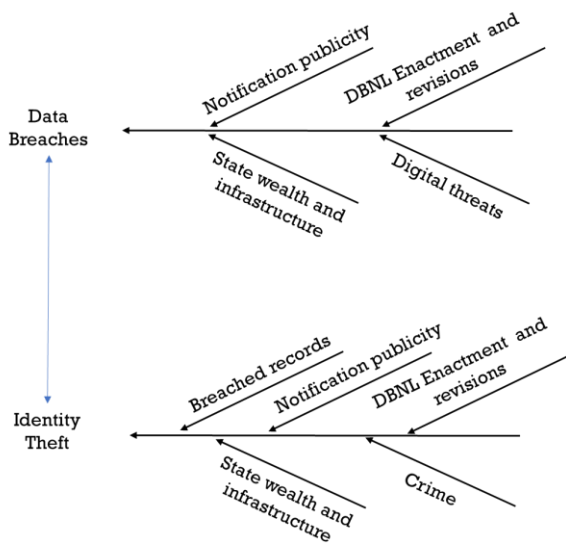 Notification publicity
DBNL Enactment and
revisions
Data
Breaches
State wealth and
infrastructure
Digital threats
Breached records
Notification publicity
DBNL Enactment and
revisions
Identity
Theft
State wealth and
infrastructure
Crime